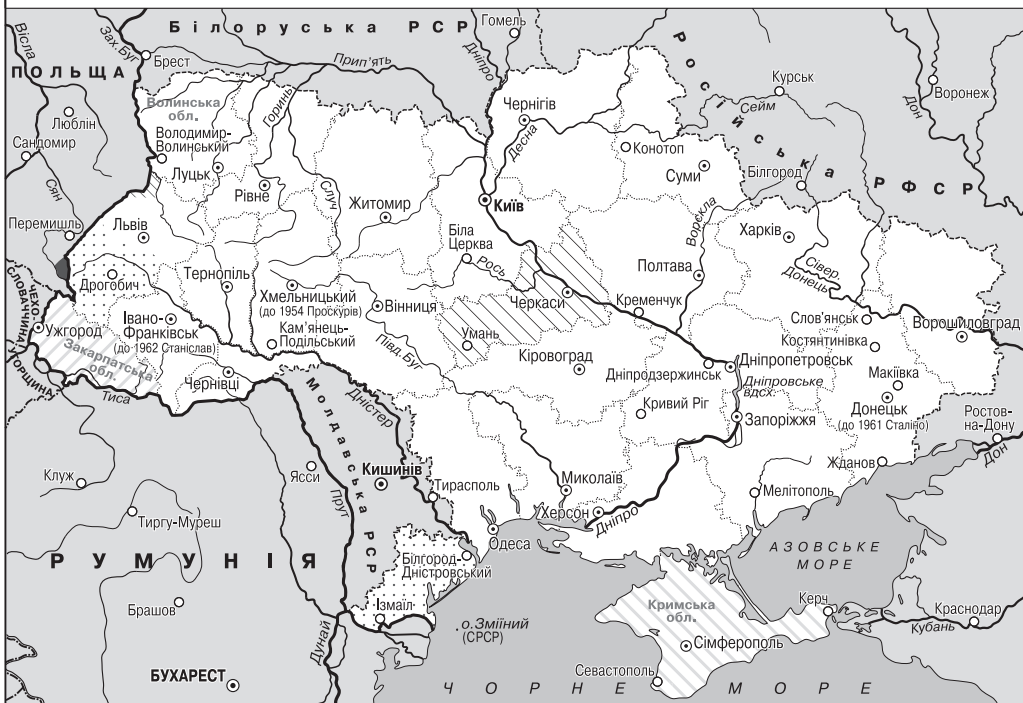 Білоруська РСР
Гомель
Вісла
Зах. Буг
Брест
Прип'ять
Дніпро
Російська РФСР
Курськ
Сейм
Дон
Воронеж
ПОЛЬЩА
Люблін
Сандомир
Сян
Перемишль
Волинська
обл.
Володимир-
Волинський
Луцьк
Рівне
Горинь
Случ
Чернігів
Десна
Конотоп
Суми
Білгород
Київ
Житомир
Біла
Церква
Рось
Ворскла
Харків
Полтава
Сівер.
Донець
Львів
Дрогобич
Тернопіль
Хмельницький
(до 1954 Проскурів)
Кам'янець-
Подільський
Вінниця
Півд. Буг
Черкаси
Умань
Кременчук
Слов'янськ
Костянтинівка
Ворошиловград
ЧЕХО-
СЛОВАЧЧИНА
Ужгород
УГОРЩИНА
Закарпатська
обл.
Івано-
Франківськ
(до 1962 Станіслав)
Чернівці
Тиса
Кіровоград
Дніпродзержинськ
Дніпропетровськ
Дніпровське
вдсх.
Макіївка
Донецьк
(до 1961 Сталіно)
Кривий Ріг
Запоріжжя
Ростов-
на-Дону
Дон
Жданов
Молдавська РСР
Дністер
Клуж
Ясси
Прут
Кишинів
Тирасполь
Миколаїв
Херсон
Дніпро
Мелітополь
Тиргу-Муреш
РУМУНІЯ
Одеса
Білгород-
Дністровський
АЗОВСЬКЕ
МОРЕ
Брашов
Ізмаїл
Дунай
о. Зміїний
(СРСР)
Кримська
обл.
Керч
Краснодар
Кубань
Сімферополь
Севастополь
БУХАРЕСТ
ЧОРНЕ МОРЕ